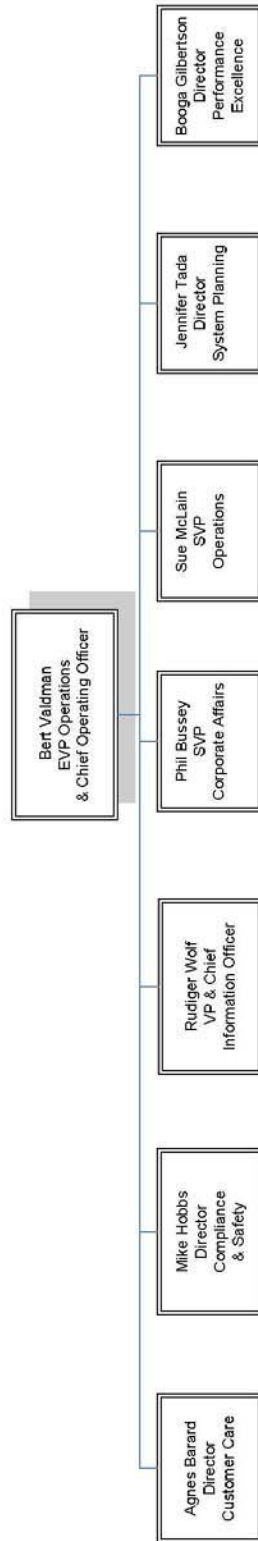 Bert Valdman
EVP Operations
& Chief Operating Officer
Agnes Barard
Director
Customer Care
Mike Hobbs
Director
Compliance
& Safety
Rudiger Wolf
VP & Chief
Information Officer
Phil Bussey
SVP
Corporate Affairs
Sue McLain
SVP
Operations
Jennifer Tada
Director
System Planning
Booga Gilbertson
Director
Performance
Excellence